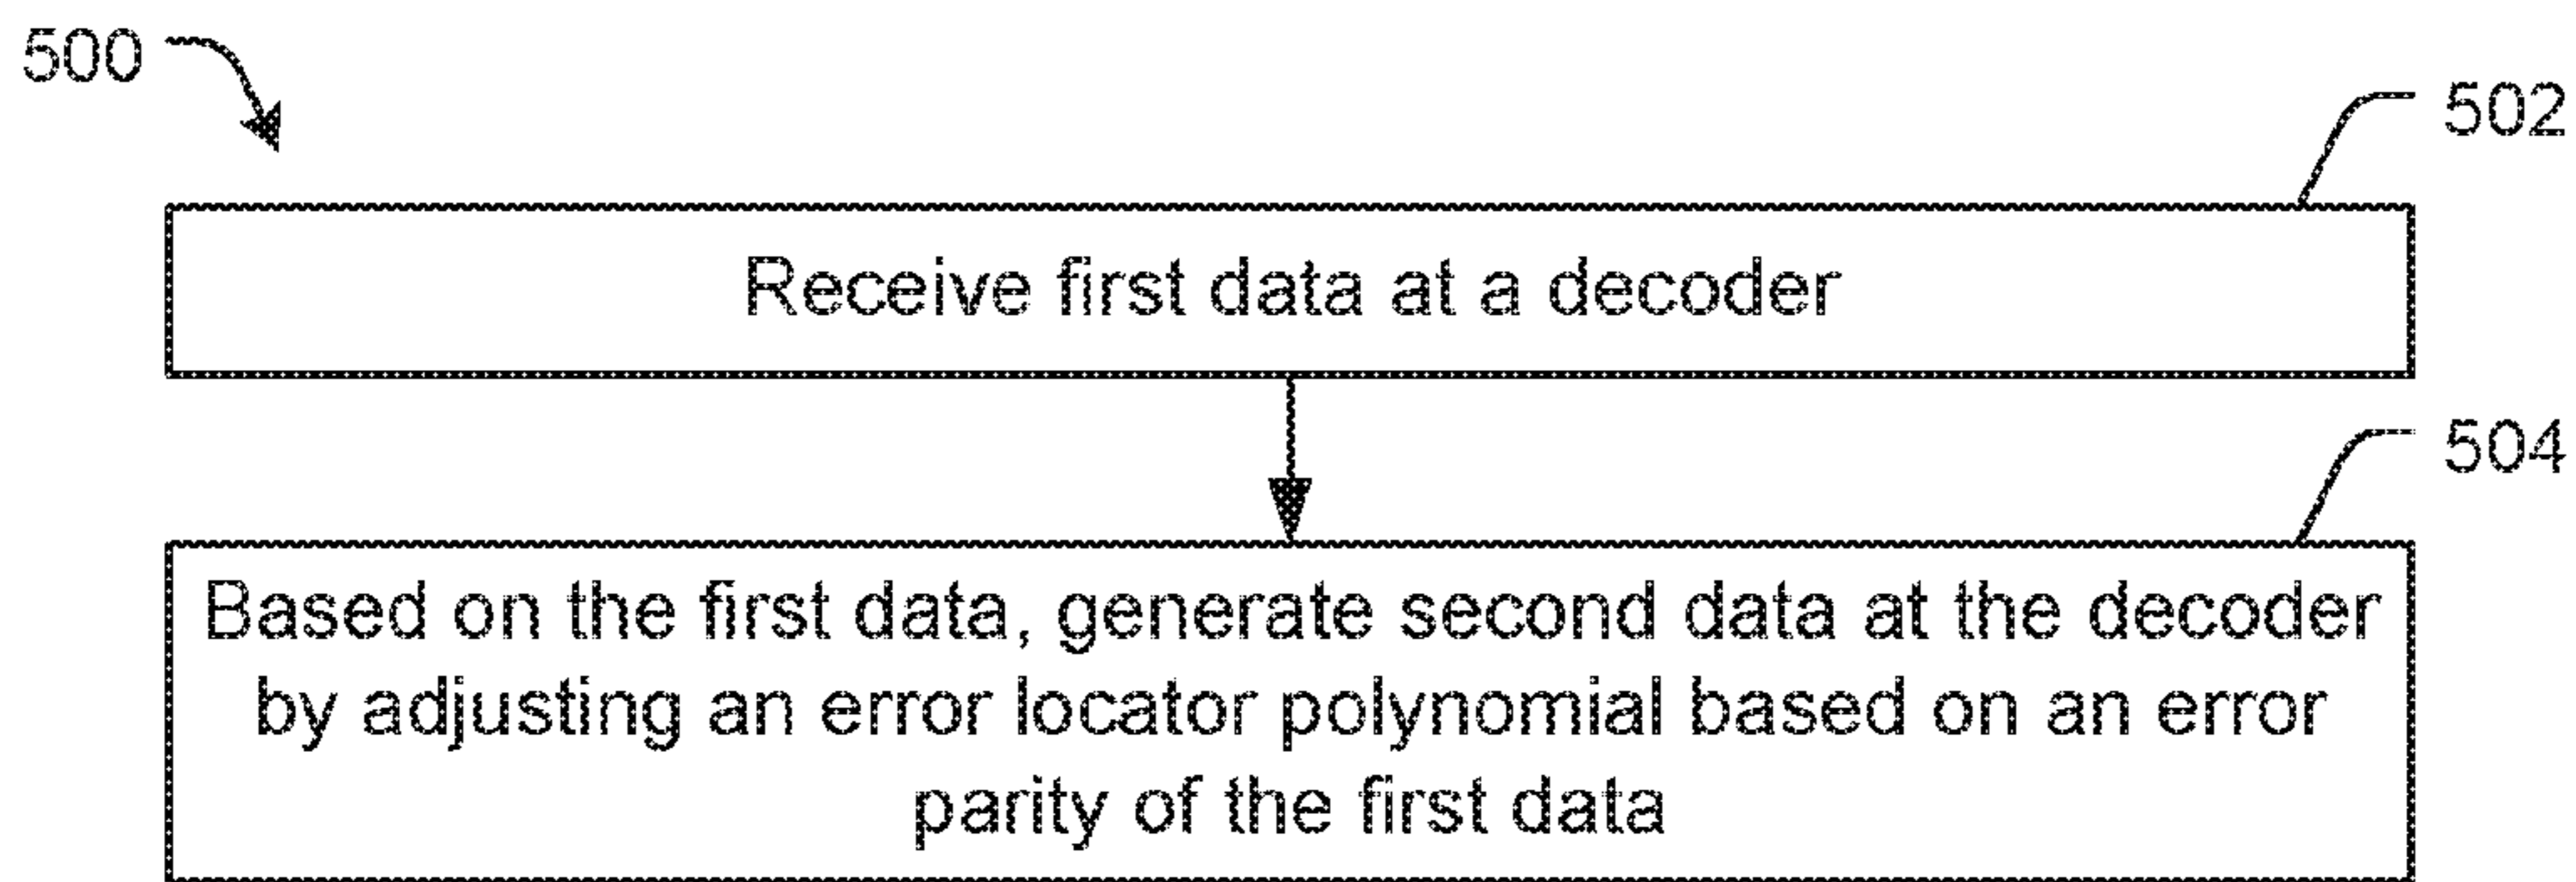 500
502
Receive first data at a decoder
504
Based on the first data, generate second data at the decoder
by adjusting an error locator polynomial based on an error
parity of the first data